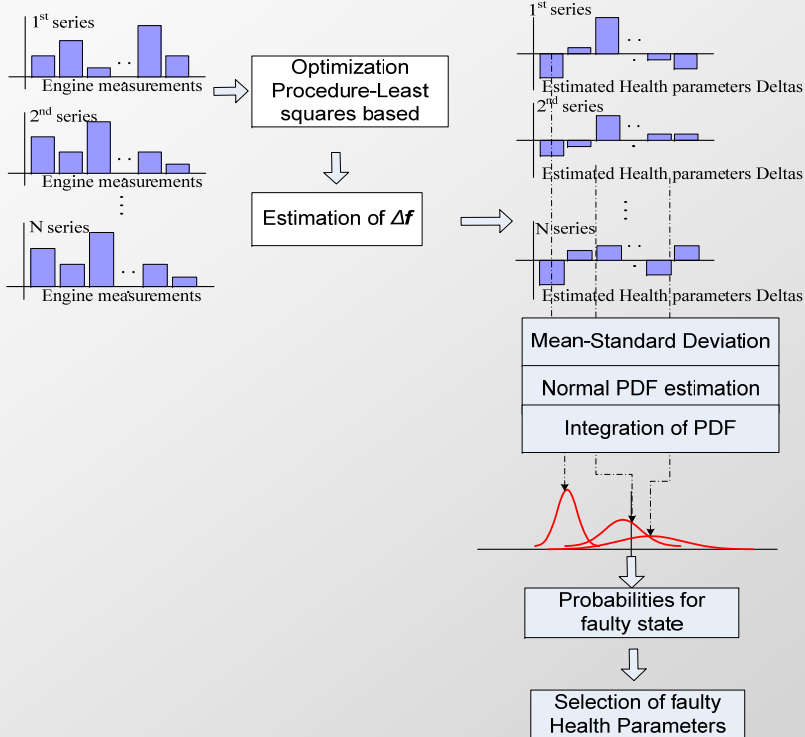 1st series
Engine measurements
2nd series
Engine measurements
N series
Engine measurements
Optimization
Procedure-Least
squares based
Estimation of Δf
1st series
Estimated Health parameters Deltas
2nd series
Estimated Health parameters Deltas
N series
Estimated Health parameters Deltas
Mean-Standard Deviation
Normal PDF estimation
Integration of PDF
Probabilities for
faulty state
Selection of faulty
Health Parameters